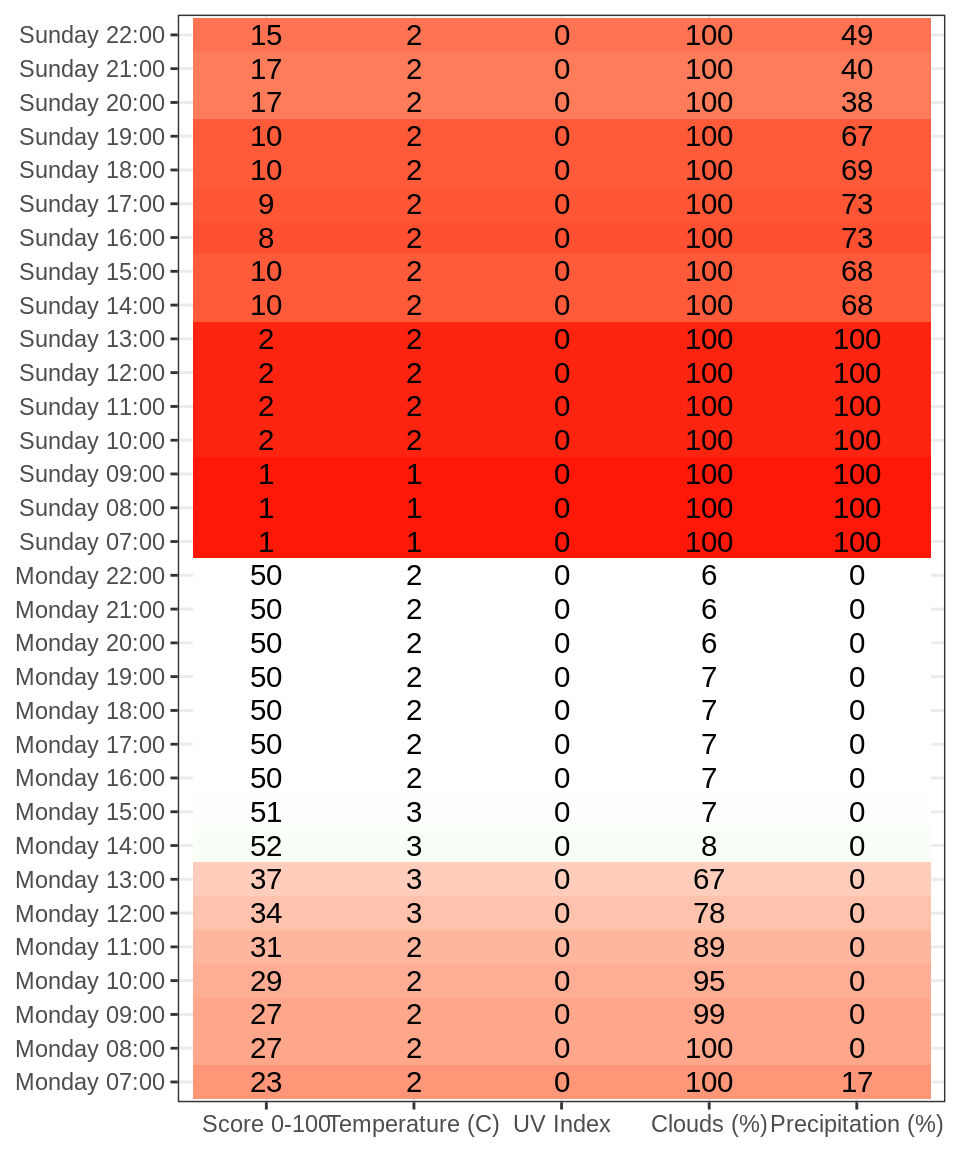 Sunday 22:00 15 2 0 100 49
Sunday 21:00 17 2 0 100 40
Sunday 20:00 17 2 0 100 38
Sunday 19:00 10 2 0 100 67
Sunday 18:00 10 2 0 100 69
Sunday 17:00 9 2 0 100 73
Sunday 16:00 8 2 0 100 73
Sunday 15:00 10 2 0 100 68
Sunday 14:00 10 2 0 100 68
Sunday 13:00 2 2 0 100 100
Sunday 12:00 2 2 0 100 100
Sunday 11:00 2 2 0 100 100
Sunday 10:00 2 2 0 100 100
Sunday 09:00 1 1 0 100 100
Sunday 08:00 1 1 0 100 100
Sunday 07:00 1 1 0 100 100
Monday 22:00 50 2 0 6 0
Monday 21:00 50 2 0 6 0
Monday 20:00 50 2 0 6 0
Monday 19:00 50 2 0 7 0
Monday 18:00 50 2 0 7 0
Monday 17:00 50 2 0 7 0
Monday 16:00 50 2 0 7 0
Monday 15:00 51 3 0 7 0
Monday 14:00 52 3 0 8 0
Monday 13:00 37 3 0 67 0
Monday 12:00 34 3 0 78 0
Monday 11:00 31 2 0 89 0
Monday 10:00 29 2 0 95 0
Monday 09:00 27 2 0 99 0
Monday 08:00 27 2 0 100 0
Monday 07:00 23 2 0 100 17
Score 0-100 Temperature (C) UV Index Clouds (%) Precipitation (%)